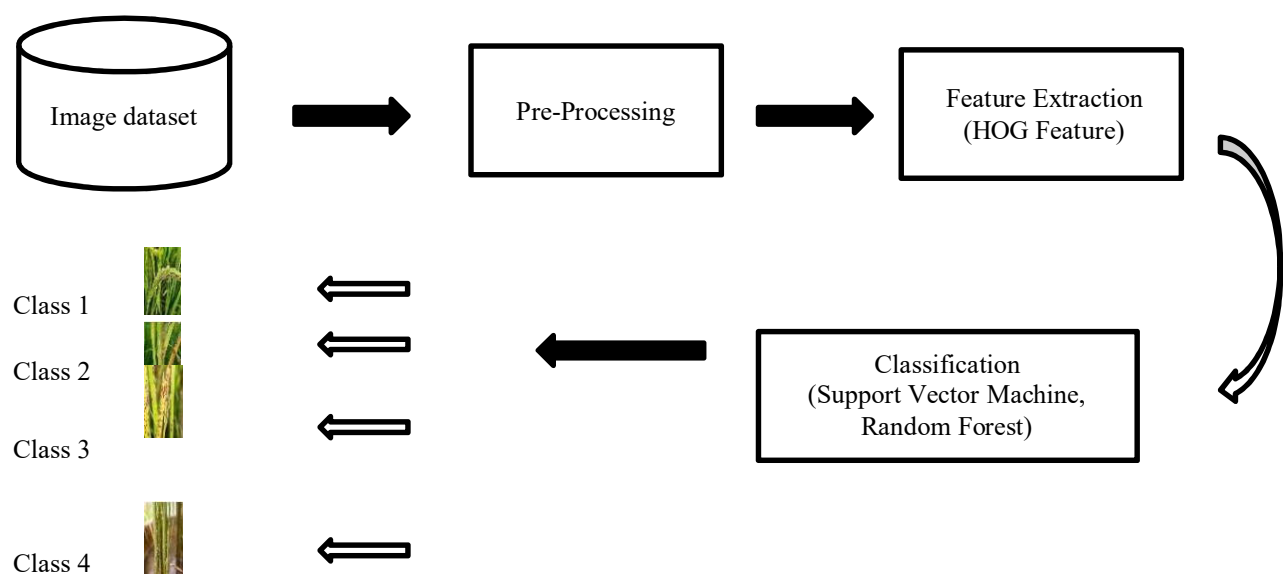 Image dataset
Pre-Processing
Feature Extraction
(HOG Feature)
Classification
(Support Vector Machine,
Random Forest)
Class 1
Class 2
Class 3
Class 4